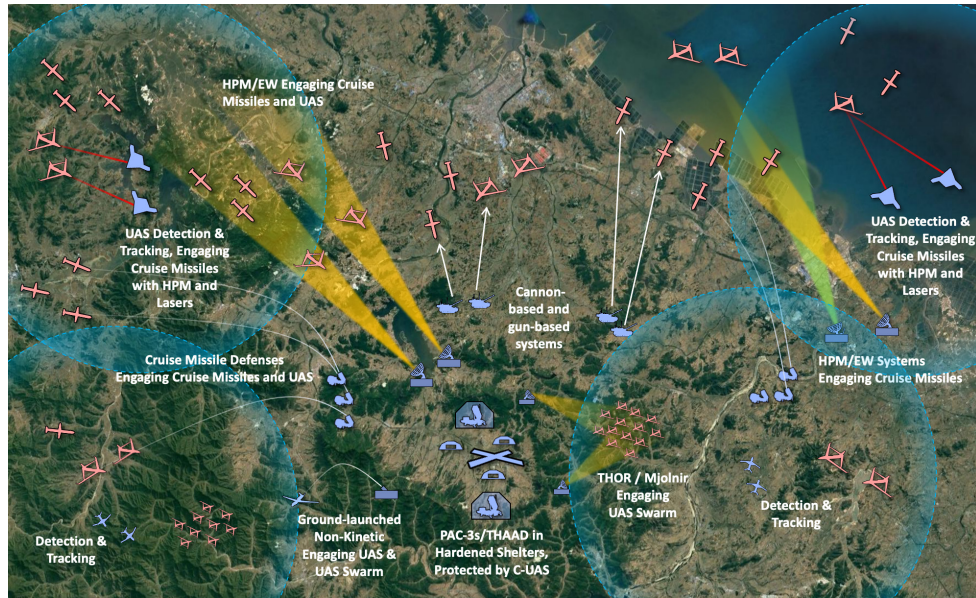 HPM/EW Engaging Cruise
Missiles and UAS
UAS Detection &
Tracking, Engaging
Cruise Missiles
with HPM and
Lasers
UAS Detection &
Tracking, Engaging
Cruise Missiles
with HPM and
Lasers
Cannon-
based and
gun-based
systems
Cruise Missile Defenses
Engaging Cruise Missiles and UAS
HPM/EW Systems
Engaging Cruise Missiles
THOR / Mjolnir
Engaging
UAS Swarm
Detection &
Tracking
Detection &
Tracking
Ground-launched
Non-Kinetic
Engaging UAS &
UAS Swarm
PAC-3s/THAAD in
Hardened Shelters,
Protected by C-UAS